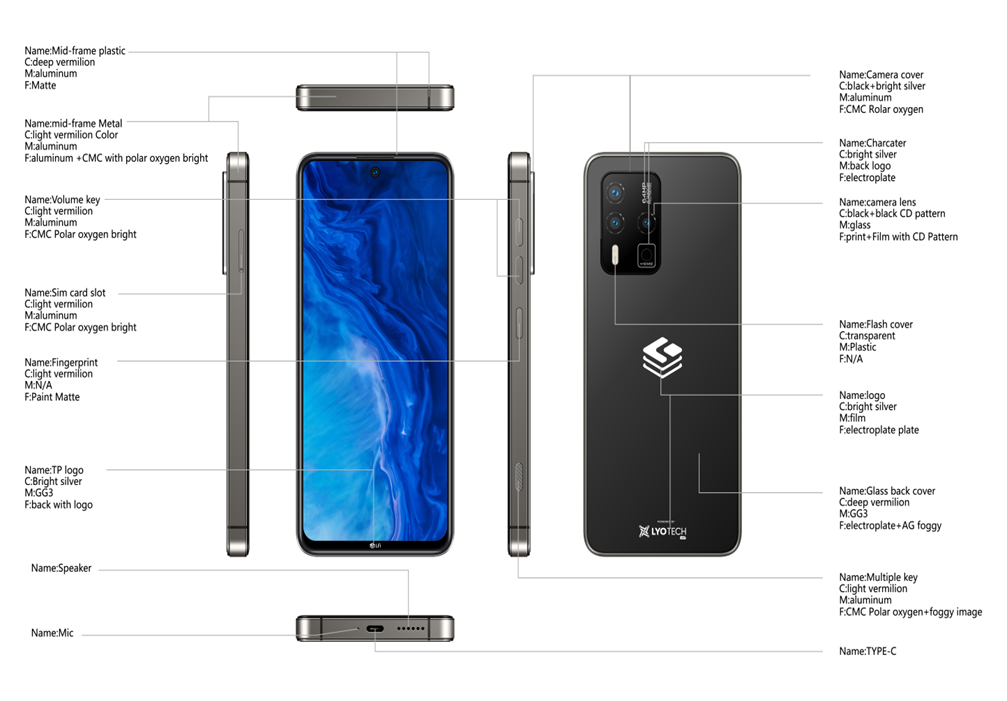 Name:Mid-frame plastic
C:deep vermilion
M:aluminum
F:Matte
Name:mid-frame Metal
C:light vermilion Color
M:aluminum
F:aluminum +CMC with polar oxygen bright
Name:Volume key
C:light vermilion
M:aluminum
F:CMC Polar oxygen bright
Name:Sim card slot
C:light vermilion
M:aluminum
F:CMC Polar oxygen bright
Name:Fingerprint
C:light vermilion
M:N/A
F:Paint Matte
Name:TP logo
C:Bright silver
M:GG3
F:back with logo
Name:Speaker
Name:Mic
LFi
64MP
POWERED BY
LYOTECH
Name:Camera cover
C:black+bright silver
M:aluminum
F:CMC Rolar oxygen
Name:Charcater
C:bright silver
M:back logo
F:electroplate
Name:camera lens
C:black+black CD pattern
M:glass
F:print+Film with CD Pattern
Name:Flash cover
C:transparent
M:Plastic
F:N/A
Name:logo
C:bright silver
M:film
F:electroplate plate
Name:Glass back cover
C:deep vermilion
M:GG3
F:electroplate+AG foggy
Name:Multiple key
C:light vermilion
M:aluminum
F:CMC Polar oxygen+foggy image
Name:TYPE-C